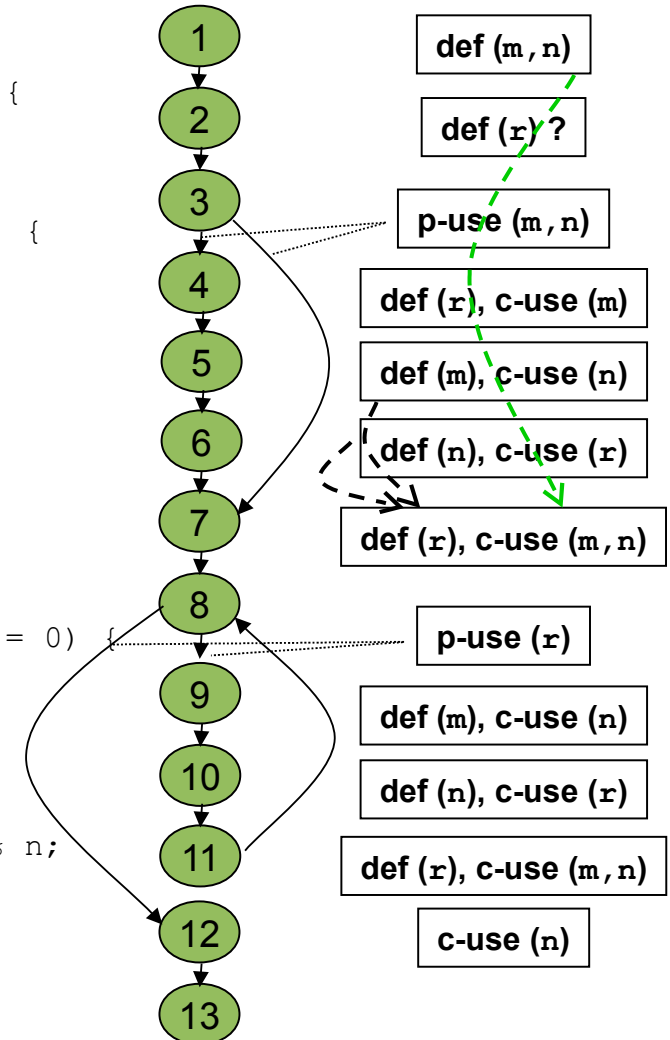 1
def (m,n)
{
2
def (r) ?
3
p-use (m,n)
{
4
def (r), c-use (m)
5
def (m), c-use (n)
6
def (n), c-use (r)
7
def (r), c-use (m,n)
8
= 0) {
p-use (r)
9
def (m), c-use (n)
10
def (n), c-use (r)
n;
11
def (r), c-use (m,n)
12
c-use (n)
13